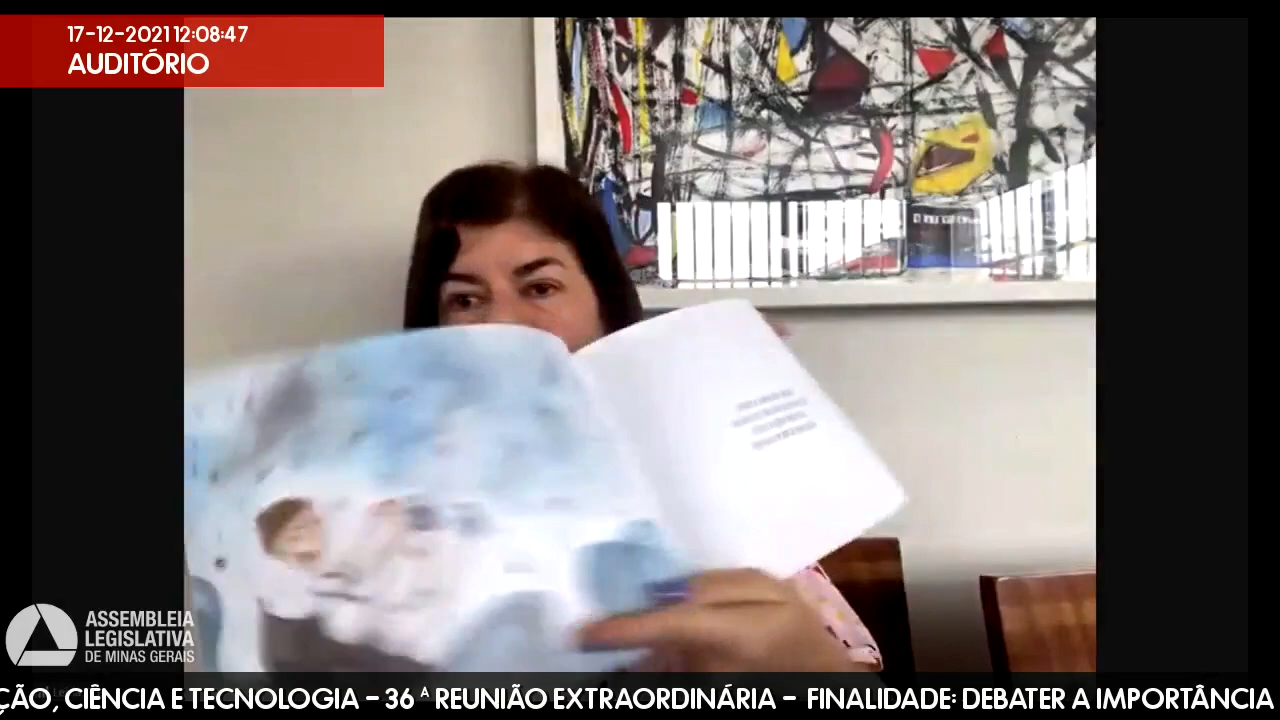 17-12-2021 12:08:47
AUDITÓRIO
ASSEMBLEIA
LEGISLATIVA
DE MINAS GERAIS
ÇÃO, CIÊNCIA E TECNOLOGIA - 36 ª REUNIÃO EXTRAORDINÁRIA - FINALIDADE: DEBATER A IMPORTÂNCIA